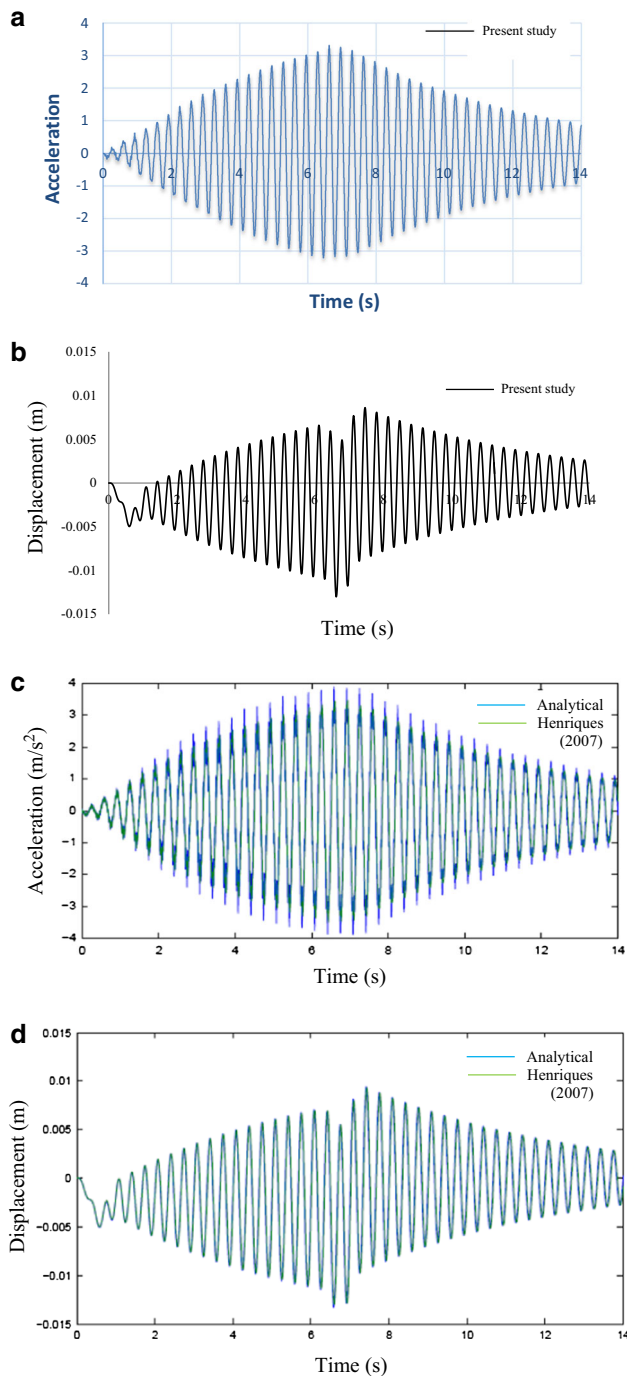 a
4
3
2
1
0
-1
-2
-3
-4
Acceleration
Present study
0 2 4 6 8 10 12 14
Time (s)
b
0.015
0.01
0.005
0
-0.005
-0.01
-0.015
Displacement (m)
Present study
0 2 4 6 8 10 12 14
Time (s)
c
4
3
2
1
0
−1
−2
−3
−4
Acceleration (m/s²)
Analytical
Henriques
(2007)
0 2 4 6 8 10 12 14
Time (s)
d
0.015
0.01
0.005
0
−0.005
−0.01
−0.015
Displacement (m)
Analytical
Henriques
(2007)
0 2 4 6 8 10 12 14
Time (s)